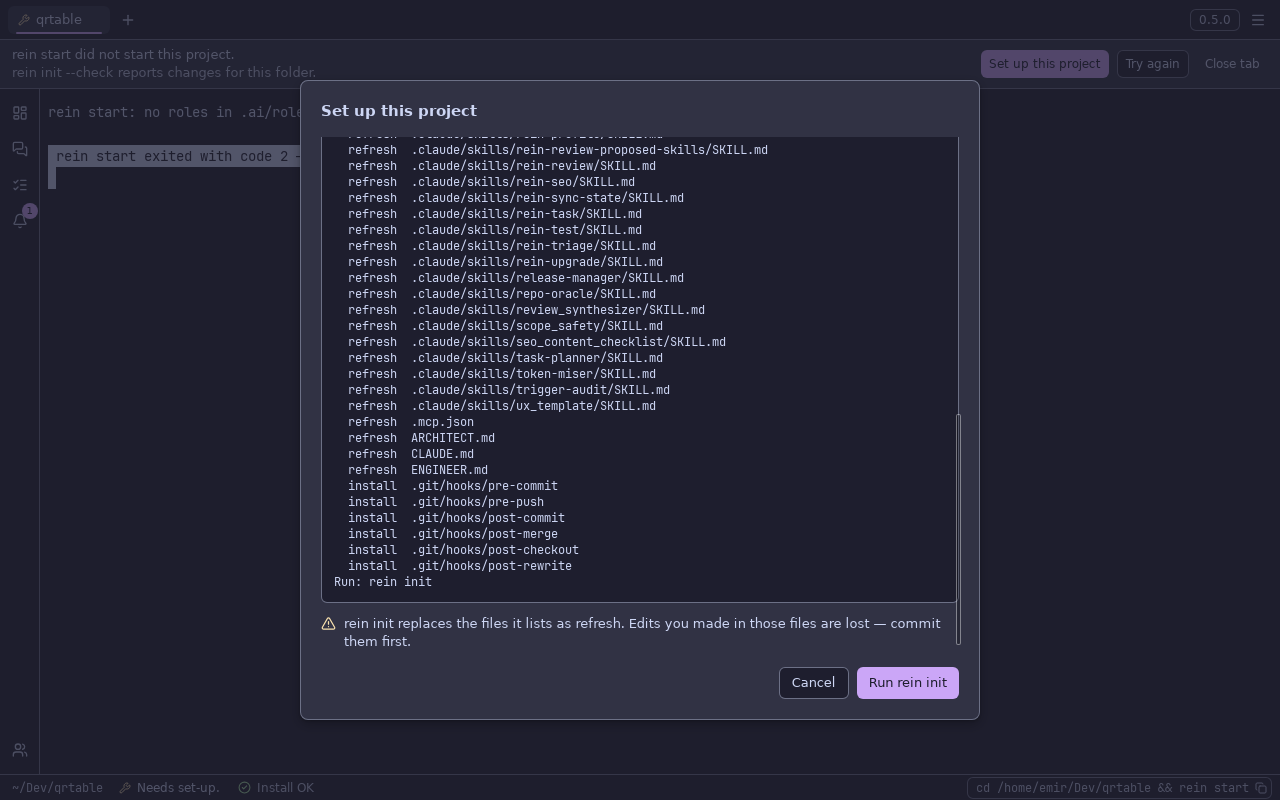 qrtable
0.5.0
rein start did not start this project.
rein init --check reports changes for this folder.
Set up this project
Try again
Close tab
rein start: no roles in .ai/role
rein start exited with code 2 -
1
Set up this project
refresh .claude/skills/rein-review-proposed-skills/SKILL.md
refresh .claude/skills/rein-review/SKILL.md
refresh .claude/skills/rein-seo/SKILL.md
refresh .claude/skills/rein-sync-state/SKILL.md
refresh .claude/skills/rein-task/SKILL.md
refresh .claude/skills/rein-test/SKILL.md
refresh .claude/skills/rein-triage/SKILL.md
refresh .claude/skills/rein-upgrade/SKILL.md
refresh .claude/skills/release-manager/SKILL.md
refresh .claude/skills/repo-oracle/SKILL.md
refresh .claude/skills/review_synthesizer/SKILL.md
refresh .claude/skills/scope_safety/SKILL.md
refresh .claude/skills/seo_content_checklist/SKILL.md
refresh .claude/skills/task-planner/SKILL.md
refresh .claude/skills/token-miser/SKILL.md
refresh .claude/skills/trigger-audit/SKILL.md
refresh .claude/skills/ux_template/SKILL.md
refresh .mcp.json
refresh ARCHITECT.md
refresh CLAUDE.md
refresh ENGINEER.md
install .git/hooks/pre-commit
install .git/hooks/pre-push
install .git/hooks/post-commit
install .git/hooks/post-merge
install .git/hooks/post-checkout
install .git/hooks/post-rewrite
Run: rein init
rein init replaces the files it lists as refresh. Edits you made in those files are lost — commit
them first.
Cancel
Run rein init
~/Dev/qrtable
Needs set-up.
Install OK
cd /home/emir/Dev/qrtable && rein start